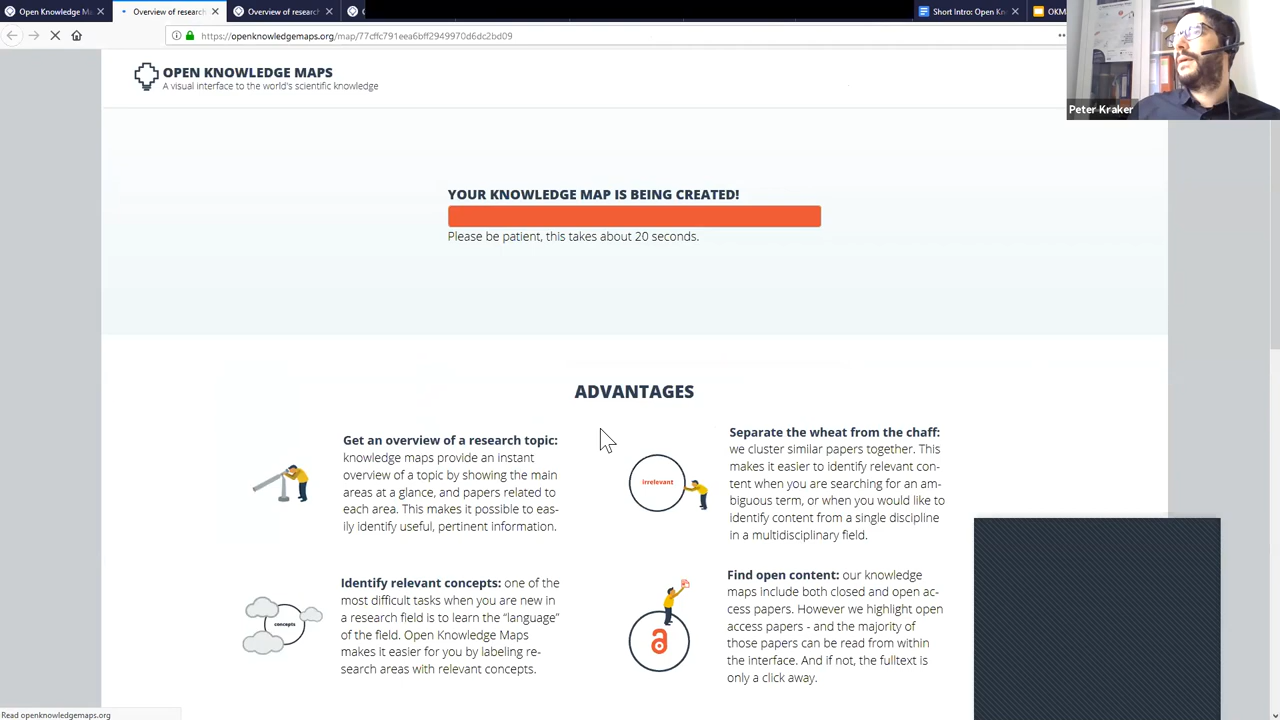 Open Knowledge Maps
Overview of research
Overview of research
Short Intro: Open Kn
OKM
https://openknowledgemaps.org/map/77cffc791eea6bff2949970d6dc2bd09
OPEN KNOWLEDGE MAPS
A visual interface to the world's scientific knowledge
Peter Kraker
YOUR KNOWLEDGE MAP IS BEING CREATED!
Please be patient, this takes about 20 seconds.
ADVANTAGES
Get an overview of a research topic:
knowledge maps provide an instant
overview of a topic by showing the main
areas at a glance, and papers related to
each area. This makes it possible to eas-
ily identify useful, pertinent information.
irrelevant
Separate the wheat from the chaff:
we cluster similar papers together. This
makes it easier to identify relevant con-
tent when you are searching for an am-
biguous term, or when you would like to
identify content from a single discipline
in a multidisciplinary field.
concepts
Identify relevant concepts: one of the
most difficult tasks when you are new in
a research field is to learn the “language”
of the field. Open Knowledge Maps
makes it easier for you by labeling re-
search areas with relevant concepts.
Find open content: our knowledge
maps include both closed and open ac-
cess papers. However we highlight open
access papers - and the majority of
those papers can be read from within
the interface. And if not, the fulltext is
only a click away.
Read openknowledgemaps.org